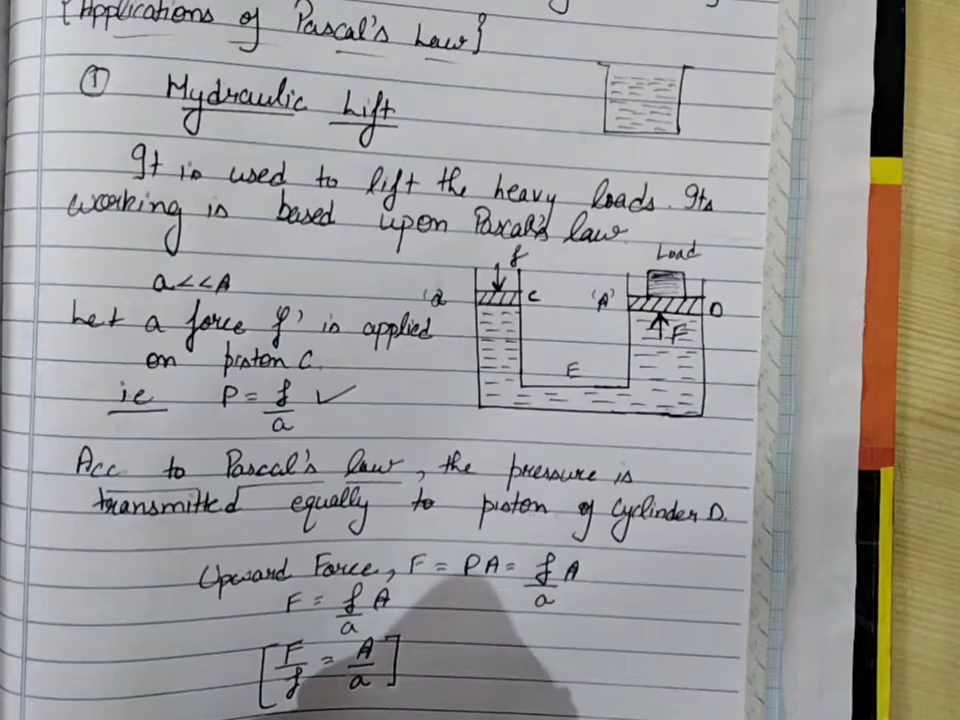 [Applications of Pascal's Law}
① Hydraulic Lift
It is used to lift the heavy loads. Its
working is based upon Pascal's law.
a<<A
Let a force f' is applied
on piston C.
ie P = f/a ✓
f
Load
'a
C
'A'
D
F
E
Acc to Pascal's law, the pressure is
transmitted equally to piston of cylinder D.
Upward Force, F = PA = f/a A
F = f/a A
[F/f = A/a]